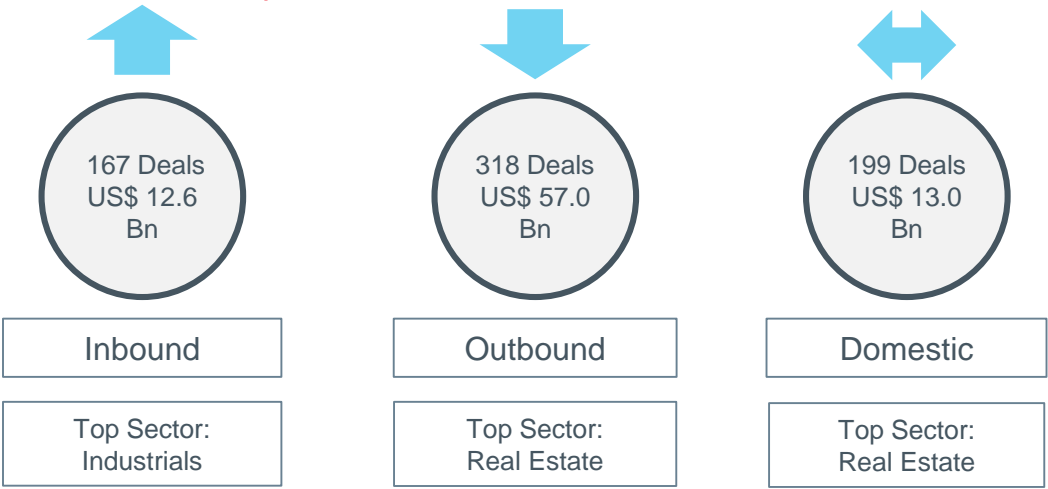 167 Deals
US$ 12.6
Bn
318 Deals
US$ 57.0
Bn
199 Deals
US$ 13.0
Bn
Inbound
Outbound
Domestic
Top Sector:
Industrials
Top Sector:
Real Estate
Top Sector:
Real Estate